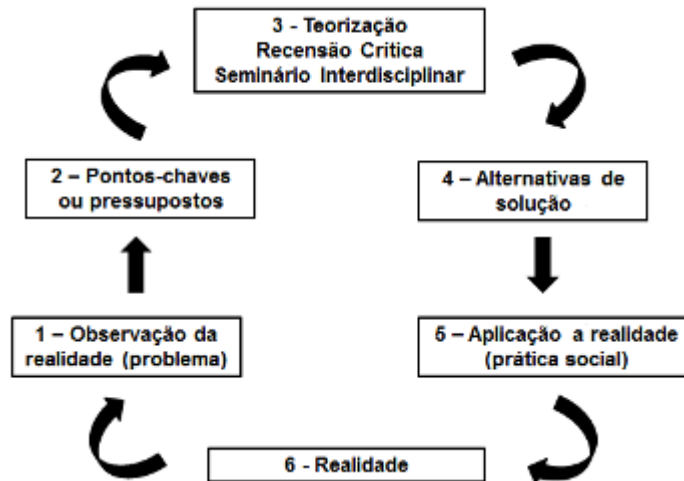 3 - Teorização
Recensão Critica
Seminário Interdisciplinar
2 – Pontos-chaves
ou pressupostos
4 – Alternativas de
solução
1 – Observação da
realidade (problema)
5 – Aplicação a realidade
(prática social)
6 - Realidade